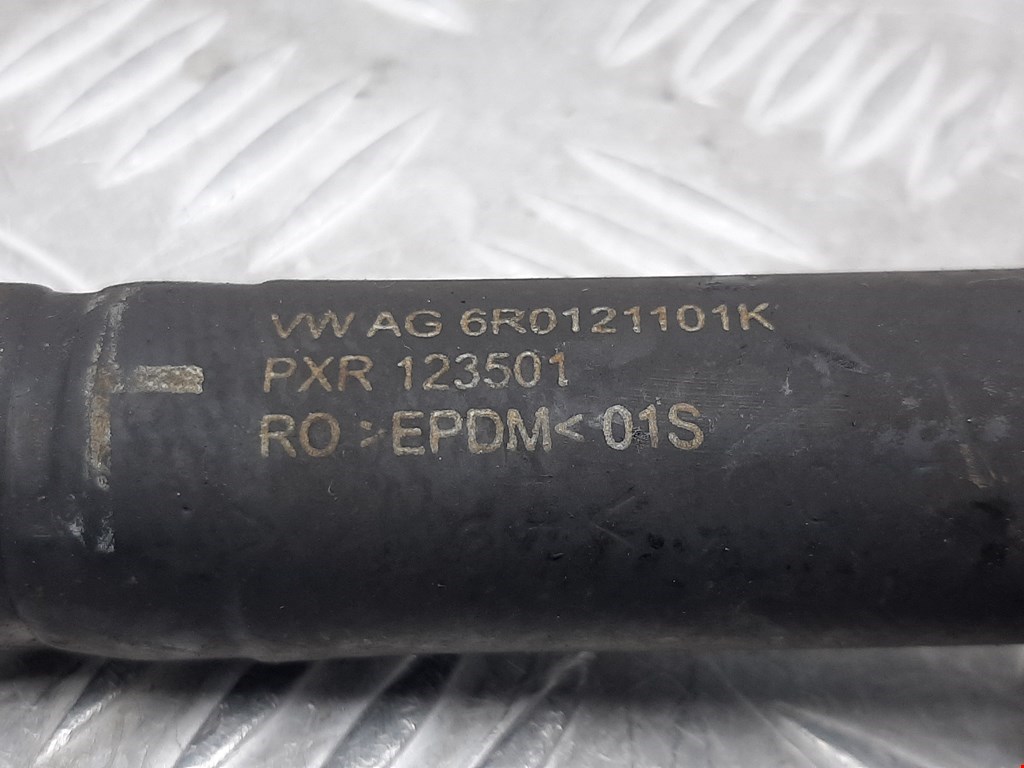 VW AG 6R0121101K
PXR 123501
RO >EPDM< 01S